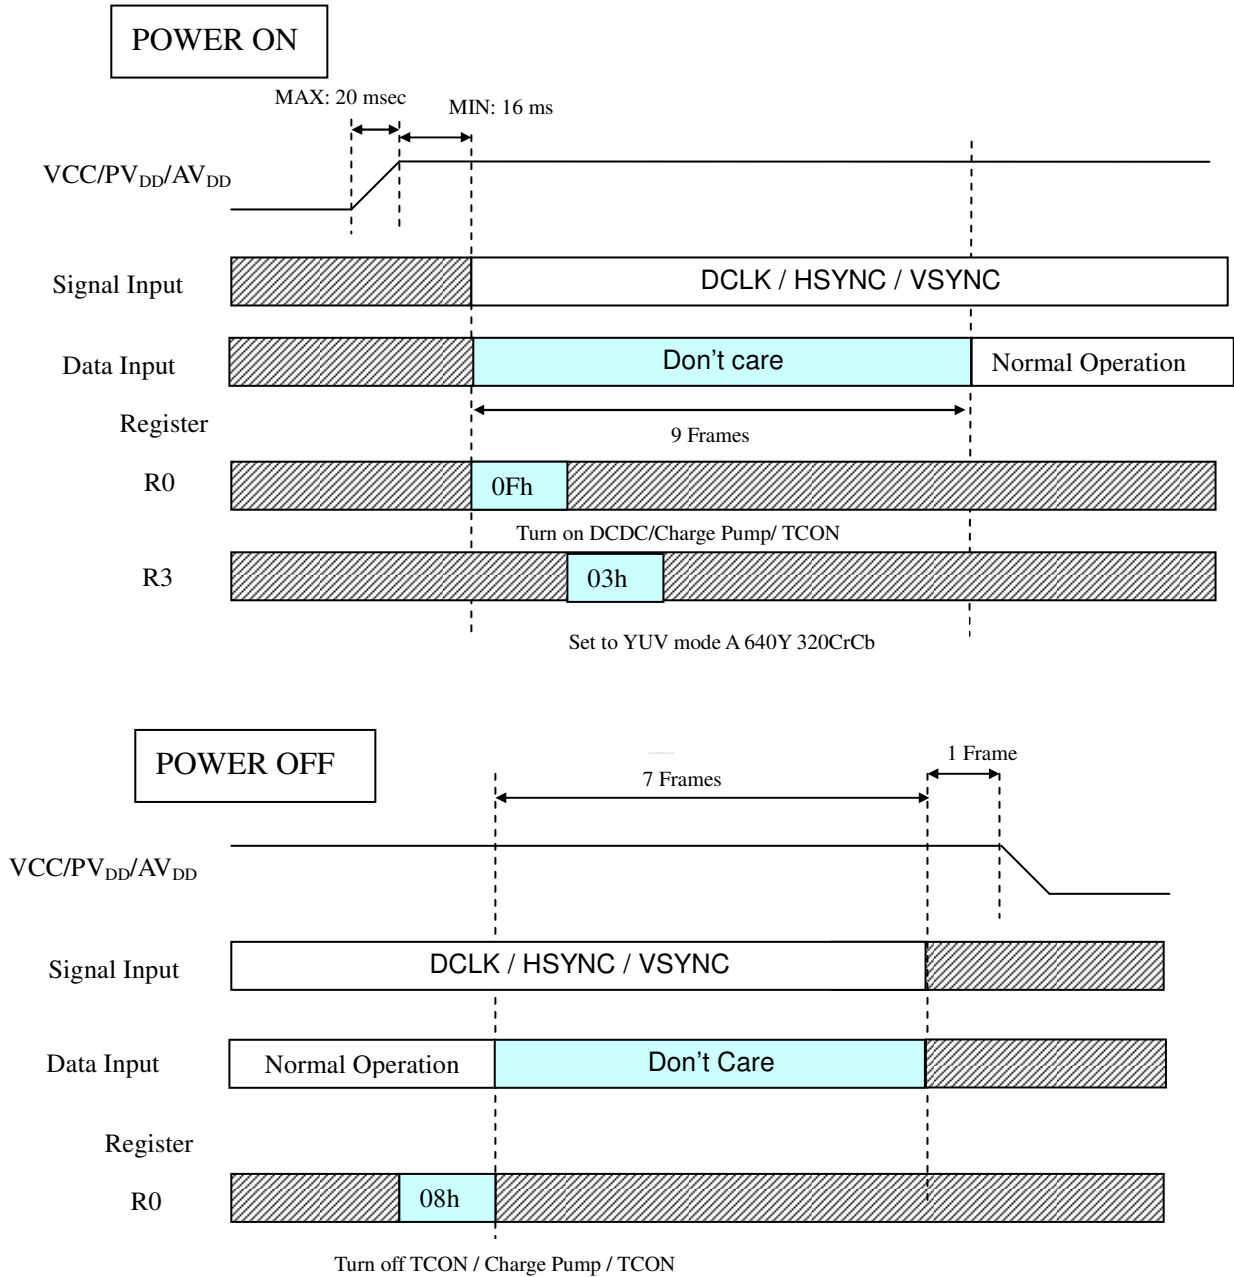 POWER ON
MAX: 20 msec
MIN: 16 ms
VCC/PVDD/AVDD
Signal Input
DCLK / HSYNC / VSYNC
Data Input
Don't care
Normal Operation
Register
9 Frames
R0
0Fh
Turn on DCDC/Charge Pump/ TCON
R3
03h
Set to YUV mode A 640Y 320CrCb
POWER OFF
1 Frame
7 Frames
VCC/PVDD/AVDD
Signal Input
DCLK / HSYNC / VSYNC
Data Input
Normal Operation
Don't Care
Register
R0
08h
Turn off TCON / Charge Pump / TCON